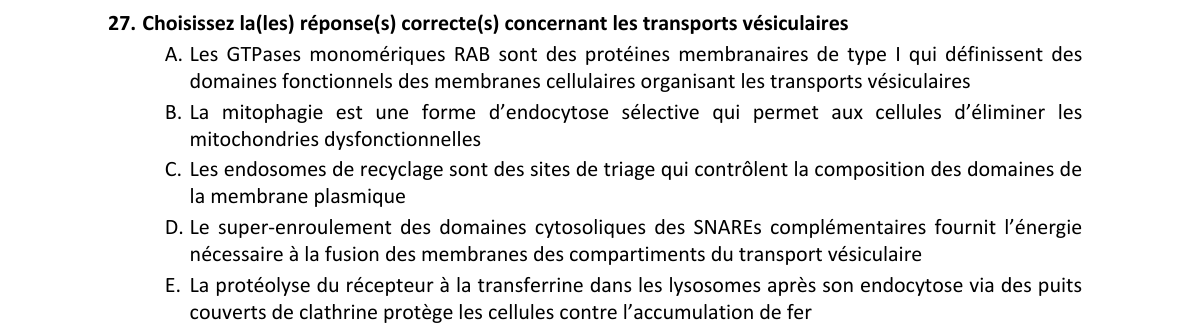 27. Choisissez la(les) réponse(s) correcte(s) concernant les transports vésiculaires
A. Les GTPases monomériques RAB sont des protéines membranaires de type I qui définissent des
domaines fonctionnels des membranes cellulaires organisant les transports vésiculaires
B. La mitophagie est une forme d’endocytose sélective qui permet aux cellules d’éliminer les
mitochondries dysfonctionnelles
C. Les endosomes de recyclage sont des sites de triage qui contrôlent la composition des domaines de
la membrane plasmique
D. Le super-enroulement des domaines cytosoliques des SNAREs complémentaires fournit l’énergie
nécessaire à la fusion des membranes des compartiments du transport vésiculaire
E. La protéolyse du récepteur à la transferrine dans les lysosomes après son endocytose via des puits
couverts de clathrine protège les cellules contre l’accumulation de fer